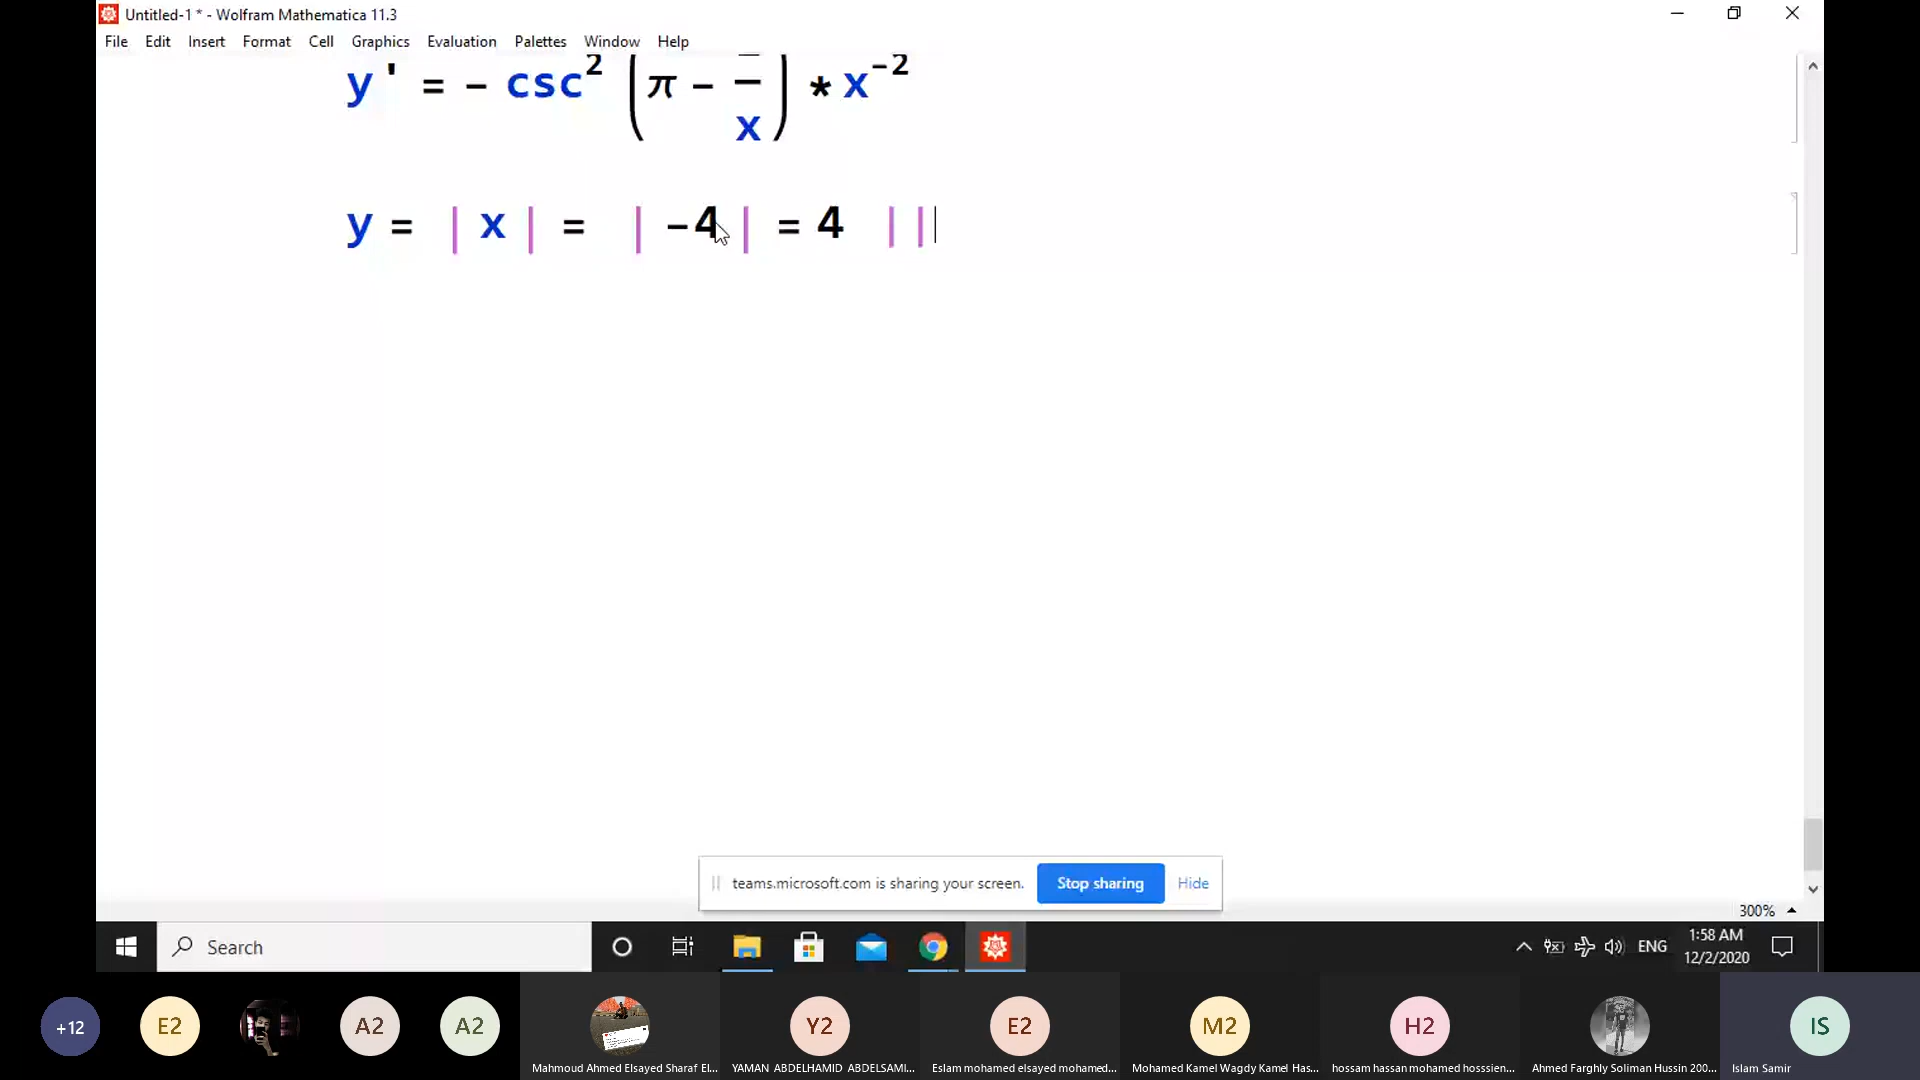 Untitled-1 * - Wolfram Mathematica 11.3
File Edit Insert Format Cell Graphics Evaluation Palettes Window Help
y ' = - csc² (π - —/x) * x⁻²
y = | x | = | -4 | = 4 | |
teams.microsoft.com is sharing your screen. Stop sharing Hide
300%
Search
ENG
1:58 AM
12/2/2020
+12 E2 A2 A2 Y2 E2 M2 H2 IS
Mahmoud Ahmed Elsayed Sharaf El... YAMAN ABDELHAMID ABDELSAMI... Eslam mohamed elsayed mohamed... Mohamed Kamel Wagdy Kamel Has... hossam hassan mohamed hosssien... Ahmed Farghly Soliman Hussin 200... Islam Samir